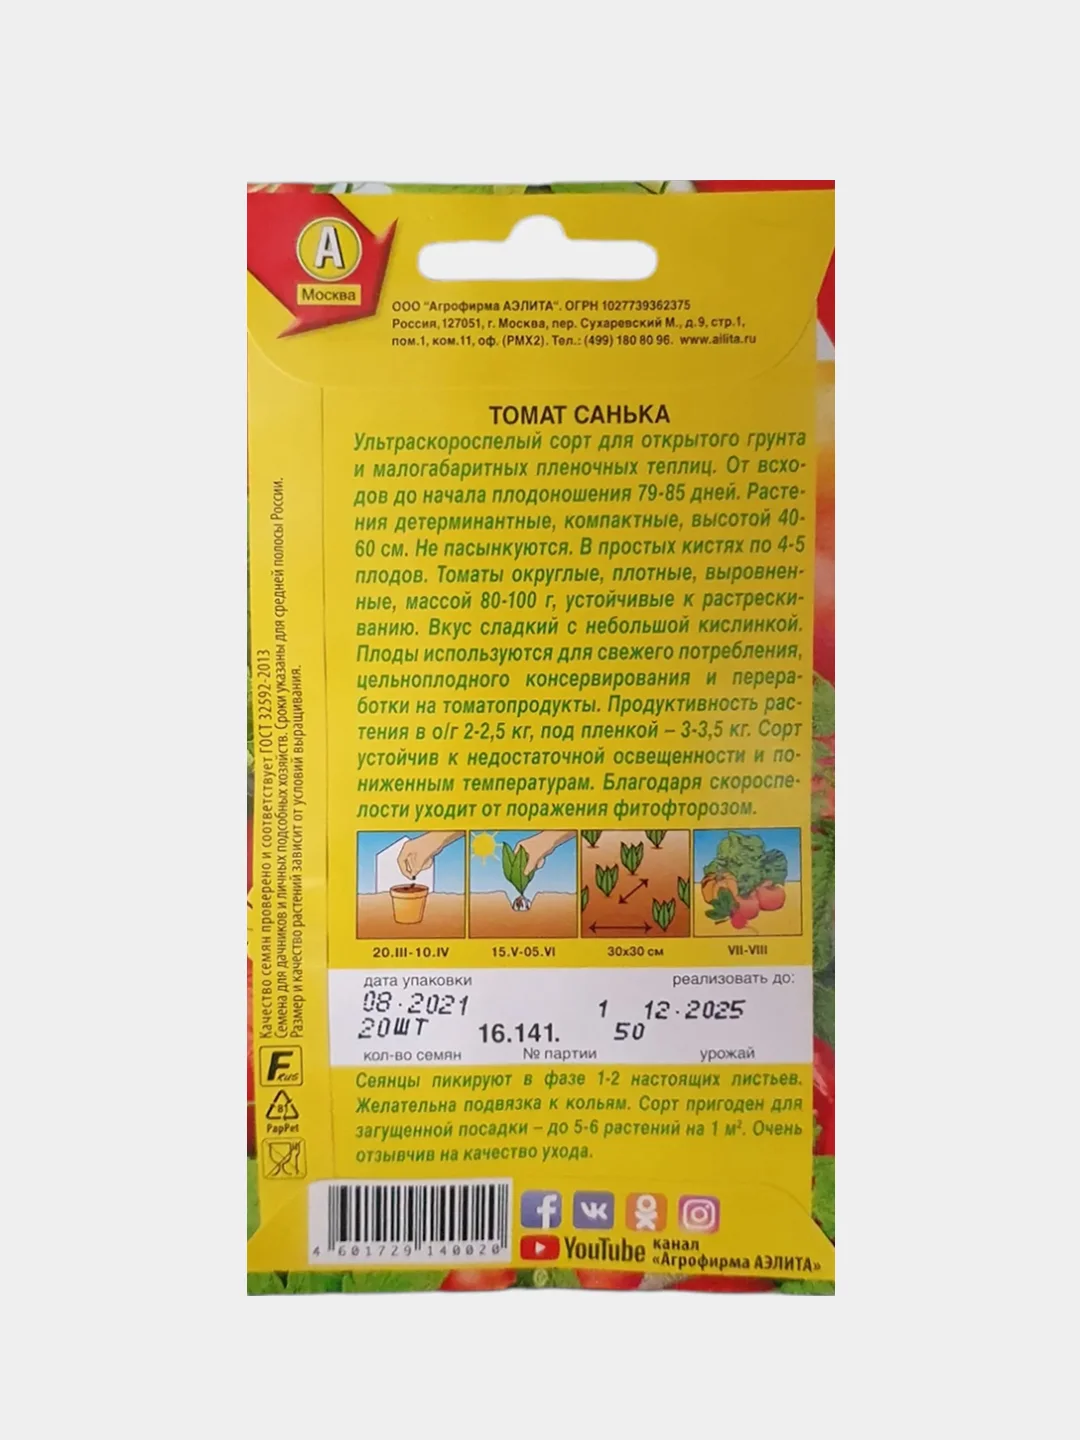 А
Москва
ООО "Агрофирма АЭЛИТА". ОГРН 1027739362375
Россия, 127051, г. Москва, пер. Сухаревский М., д.9, стр.1,
пом.1, ком.11, оф. (РМХ2). Тел.: (499) 180 80 96. www.ailita.ru
ТОМАТ САНЬКА
Ультраскороспелый сорт для открытого грунта
и малогабаритных пленочных теплиц. От всхо-
дов до начала плодоношения 79-85 дней. Расте-
ния детерминантные, компактные, высотой 40-
60 см. Не пасынкуются. В простых кистях по 4-5
плодов. Томаты округлые, плотные, выровнен-
ные, массой 80-100 г, устойчивые к растрески-
ванию. Вкус сладкий с небольшой кислинкой.
Плоды используются для свежего потребления,
цельноплодного консервирования и перера-
ботки на томатопродукты. Продуктивность рас-
тения в о/г 2-2,5 кг, под пленкой – 3-3,5 кг. Сорт
устойчив к недостаточной освещенности и по-
ниженным температурам. Благодаря скороспе-
лости уходит от поражения фитофторозом.
20.III-10.IV 15.V-05.VI 30x30 см VII-VIII
дата упаковки реализовать до:
08.2021 1 12.2025
20ШТ 16.141. 50
кол-во семян № партии урожай
Сеянцы пикируют в фазе 1-2 настоящих листьев.
Желательна подвязка к кольям. Сорт пригоден для
загущенной посадки – до 5-6 растений на 1 м². Очень
отзывчив на качество ухода.
Качество семян проверено и соответствует ГОСТ 32592-2013
Семена для дачников и личных подсобных хозяйств. Сроки указаны для средней полосы России.
Размер и качество растений зависит от условий выращивания.
F RUS
81
PapPet
4 601729 140020
YouTube канал
«Агрофирма АЭЛИТА»